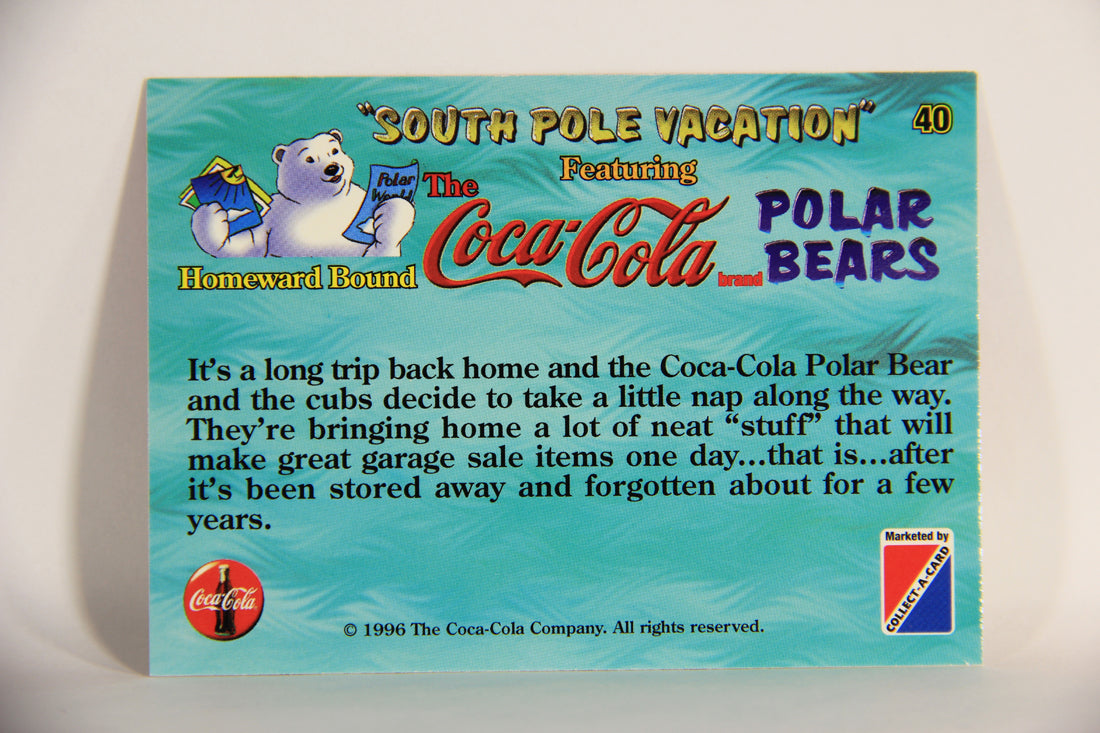 "SOUTH POLE VACATION"
40
Featuring
The
Coca-Cola
brand
POLAR
BEARS
Polar
World
Homeward Bound
It's a long trip back home and the Coca-Cola Polar Bear
and the cubs decide to take a little nap along the way.
They're bringing home a lot of neat “stuff” that will
make great garage sale items one day...that is...after
it's been stored away and forgotten about for a few
years.
Marketed by
COLLECT-A-CARD
Coca-Cola
© 1996 The Coca-Cola Company. All rights reserved.